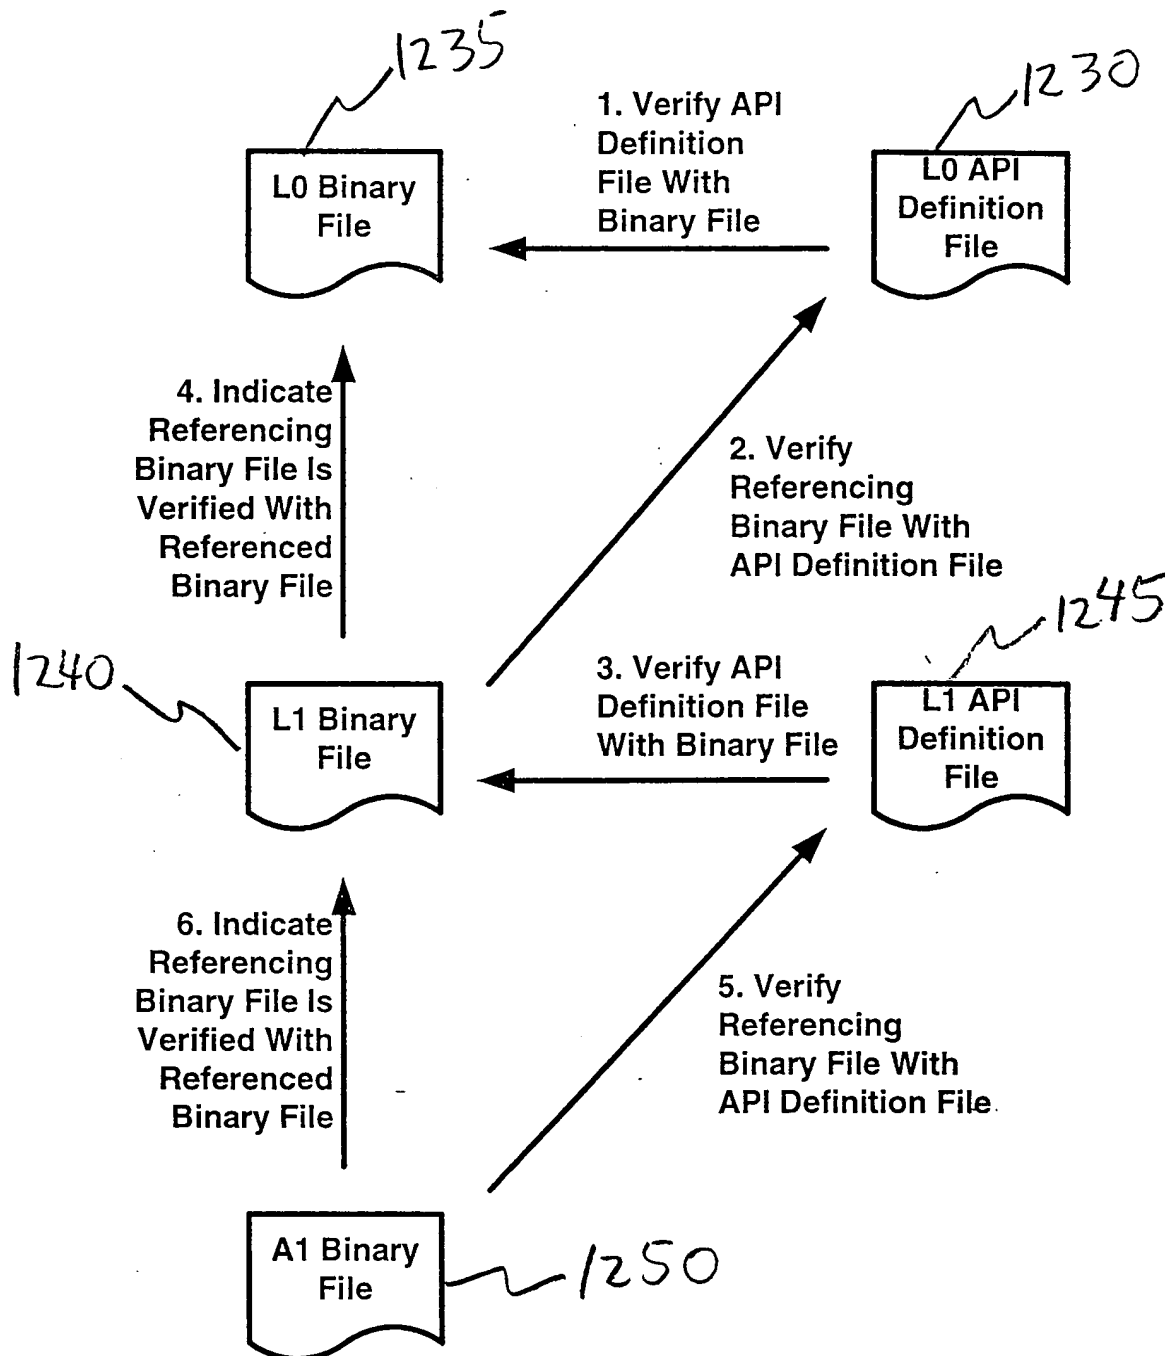 1235
1230
1. Verify API
Definition
File With
Binary File
L0 Binary
File
L0 API
Definition
File
4. Indicate
Referencing
Binary File Is
Verified With
Referenced
Binary File
2. Verify
Referencing
Binary File With
API Definition File
1240
1245
3. Verify API
Definition File
With Binary File
L1 Binary
File
L1 API
Definition
File
6. Indicate
Referencing
Binary File Is
Verified With
Referenced
Binary File
5. Verify
Referencing
Binary File With
API Definition File
A1 Binary
File
1250